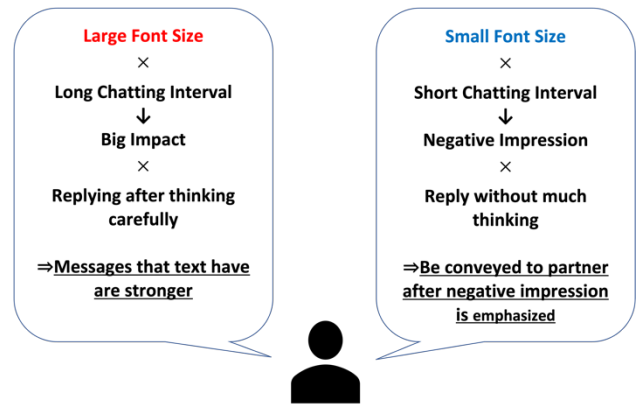 Large Font Size
×
Long Chatting Interval
↓
Big Impact
×
Replying after thinking
carefully
⇒Messages that text have
are stronger
Small Font Size
×
Short Chatting Interval
↓
Negative Impression
×
Reply without much
thinking
⇒Be conveyed to partner
after negative impression
is emphasized